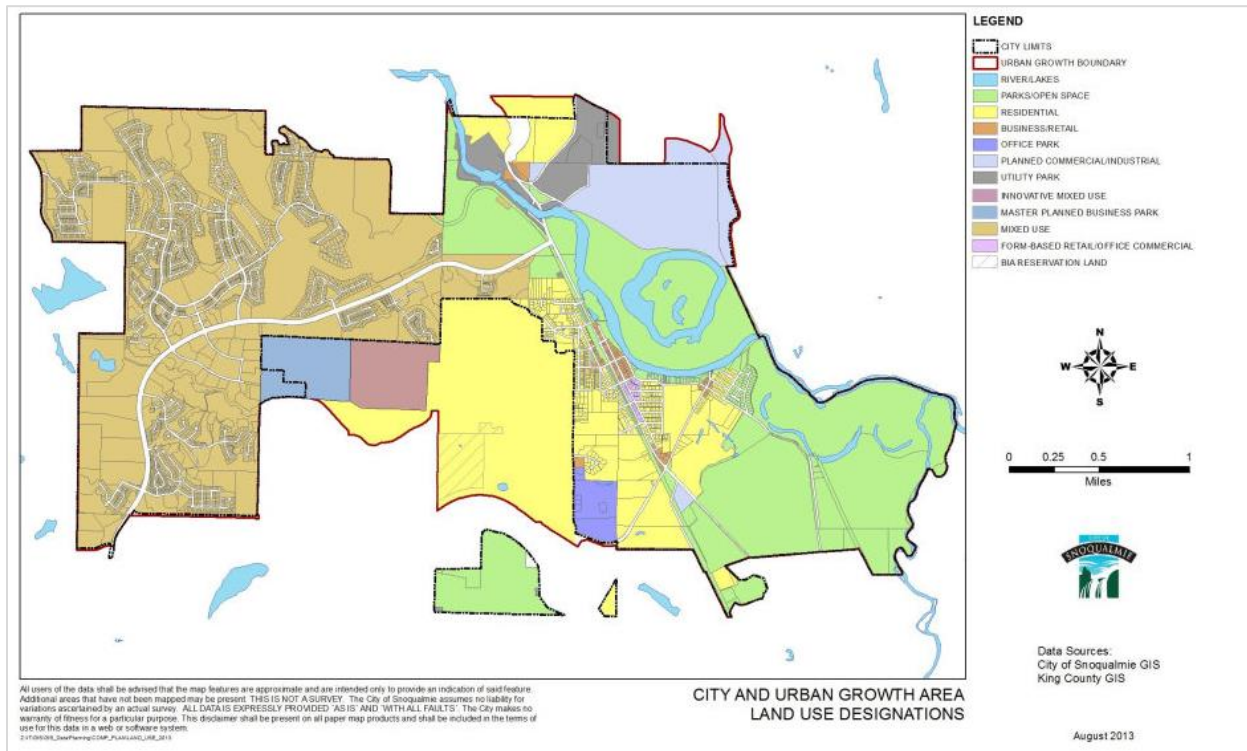 LEGEND
CITY LIMITS
URBAN GROWTH BOUNDARY
RIVER/LAKES
PARKS/OPEN SPACE
RESIDENTIAL
BUSINESS/RETAIL
OFFICE PARK
PLANNED COMMERCIAL/INDUSTRIAL
UTILITY PARK
INNOVATIVE MIXED USE
MASTER PLANNED BUSINESS PARK
MIXED USE
FORM-BASED RETAIL/OFFICE COMMERCIAL
BIA RESERVATION LAND
N
W E
S
0 0.25 0.5 1
Miles
SNOQUALMIE
Data Sources:
City of Snoqualmie GIS
King County GIS
August 2013
CITY AND URBAN GROWTH AREA
LAND USE DESIGNATIONS
All users of the data shall be advised that the map features are approximate and are intended only to provide an indication of said feature.
Additional areas that have not been mapped may be present. THIS IS NOT A SURVEY. The City of Snoqualmie assumes no liability for
variations ascertained by an actual survey. ALL DATA IS EXPRESSLY PROVIDED 'AS IS' AND 'WITH ALL FAULTS'. The City makes no
warranty of fitness for a particular purpose. This disclaimer shall be present on all paper map products and shall be included in the terms of
use for this data in a web or software system.